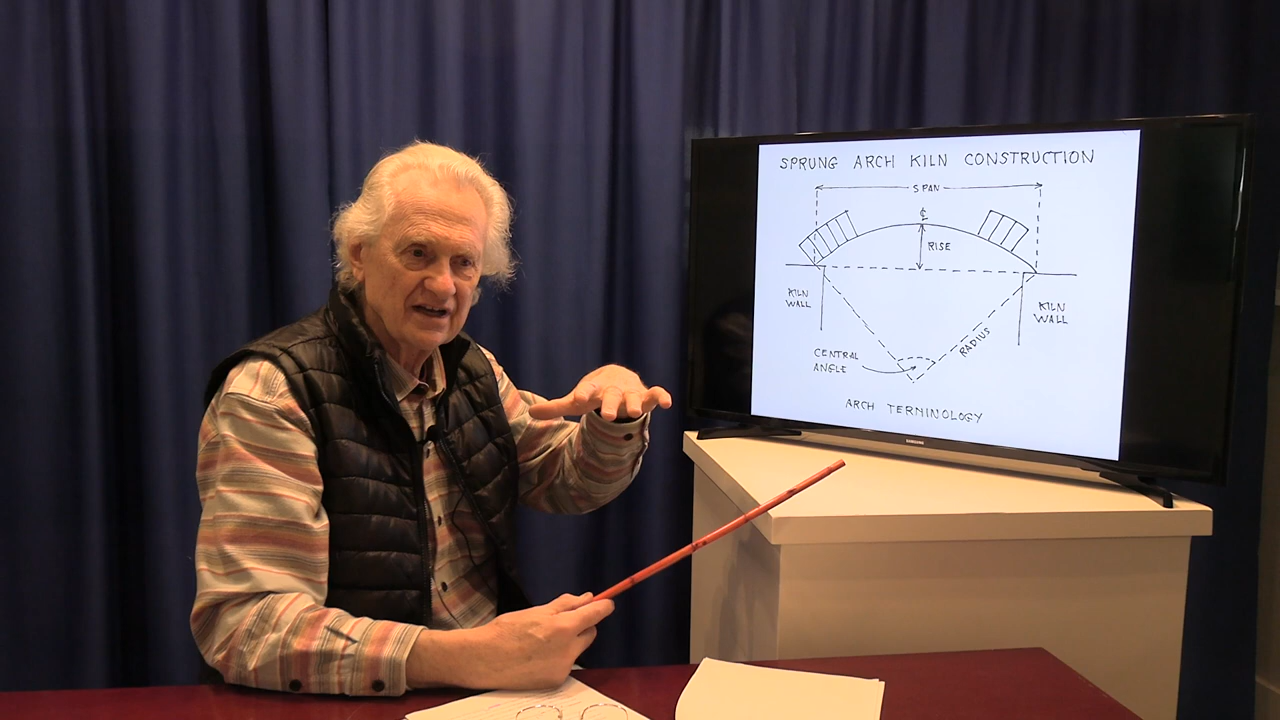 SPRUNG ARCH KILN CONSTRUCTION
SPAN
℄
RISE
KILN
WALL
KILN
WALL
RADIUS
CENTRAL
ANGLE
ARCH TERMINOLOGY
SAMSUNG